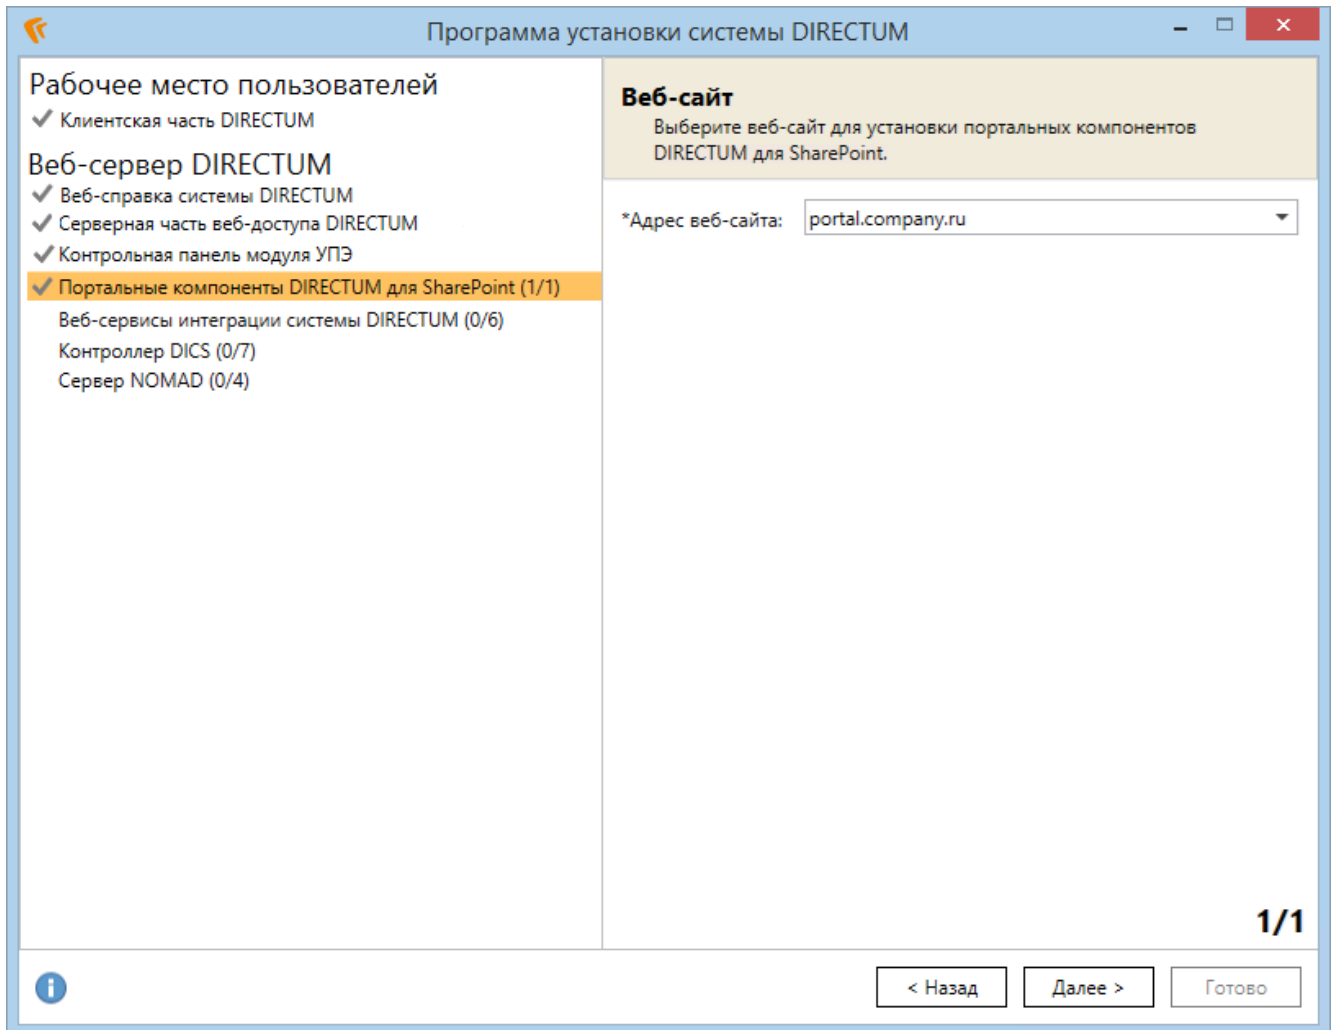 Программа установки системы DIRECTUM
Рабочее место пользователей
Клиентская часть DIRECTUM
Веб-сервер DIRECTUM
Веб-справка системы DIRECTUM
Серверная часть веб-доступа DIRECTUM
Контрольная панель модуля УПЭ
Портальные компоненты DIRECTUM для SharePoint (1/1)
Веб-сервисы интеграции системы DIRECTUM (0/6)
Контроллер DICS (0/7)
Сервер NOMAD (0/4)
Веб-сайт
Выберите веб-сайт для установки портальных компонентов
DIRECTUM для SharePoint.
*Адрес веб-сайта: portal.company.ru
1/1
< Назад Далее > Готово